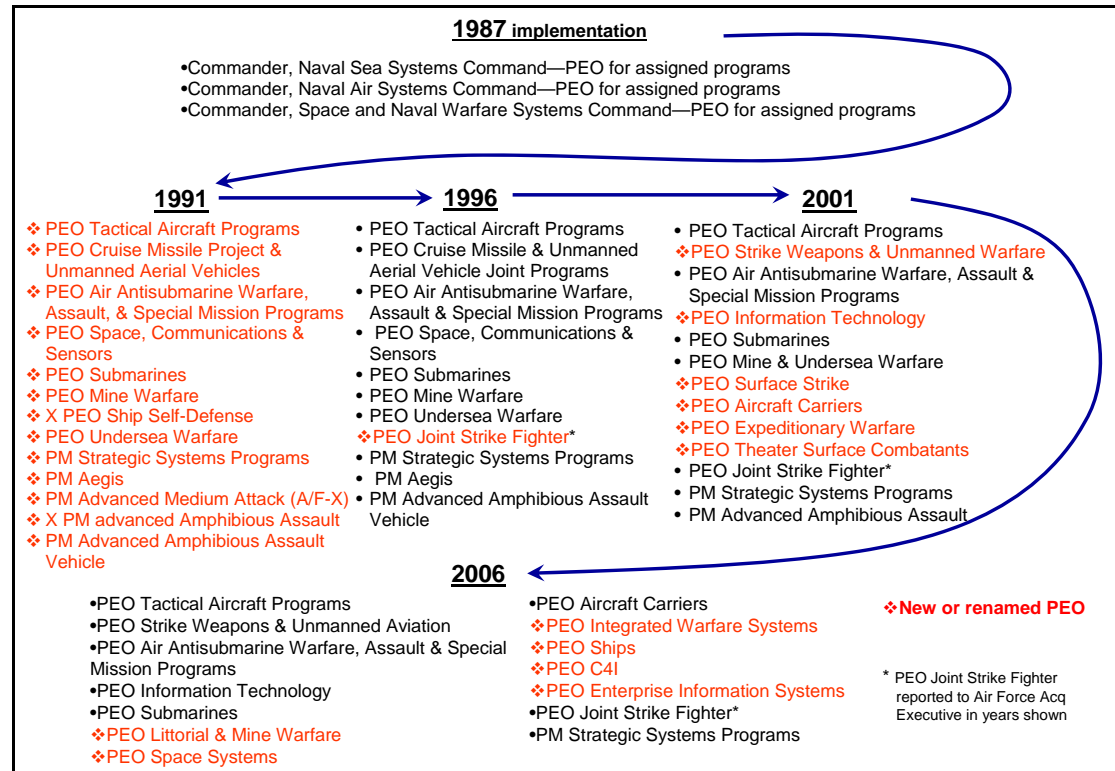 1987 implementation
•Commander, Naval Sea Systems Command—PEO for assigned programs
•Commander, Naval Air Systems Command—PEO for assigned programs
•Commander, Space and Naval Warfare Systems Command—PEO for assigned programs
1991
❖ PEO Tactical Aircraft Programs
❖ PEO Cruise Missile Project &
Unmanned Aerial Vehicles
❖ PEO Air Antisubmarine Warfare,
Assault, & Special Mission Programs
❖ PEO Space, Communications &
Sensors
❖ PEO Submarines
❖ PEO Mine Warfare
❖ X PEO Ship Self-Defense
❖ PEO Undersea Warfare
❖ PM Strategic Systems Programs
❖ PM Aegis
❖ PM Advanced Medium Attack (A/F-X)
❖ X PM advanced Amphibious Assault
❖ PM Advanced Amphibious Assault
Vehicle
1996
• PEO Tactical Aircraft Programs
• PEO Cruise Missile & Unmanned
Aerial Vehicle Joint Programs
• PEO Air Antisubmarine Warfare,
Assault & Special Mission Programs
• PEO Space, Communications &
Sensors
• PEO Submarines
• PEO Mine Warfare
• PEO Undersea Warfare
❖PEO Joint Strike Fighter*
• PM Strategic Systems Programs
• PM Aegis
• PM Advanced Amphibious Assault
Vehicle
2001
• PEO Tactical Aircraft Programs
❖PEO Strike Weapons & Unmanned Warfare
• PEO Air Antisubmarine Warfare, Assault &
Special Mission Programs
❖PEO Information Technology
• PEO Submarines
• PEO Mine & Undersea Warfare
❖PEO Surface Strike
❖PEO Aircraft Carriers
❖PEO Expeditionary Warfare
❖PEO Theater Surface Combatants
• PEO Joint Strike Fighter*
• PM Strategic Systems Programs
• PM Advanced Amphibious Assault
2006
•PEO Tactical Aircraft Programs
•PEO Strike Weapons & Unmanned Aviation
•PEO Air Antisubmarine Warfare, Assault & Special
Mission Programs
•PEO Information Technology
•PEO Submarines
❖PEO Littorial & Mine Warfare
❖PEO Space Systems
•PEO Aircraft Carriers
❖PEO Integrated Warfare Systems
❖PEO Ships
❖PEO C4I
❖PEO Enterprise Information Systems
•PEO Joint Strike Fighter*
•PM Strategic Systems Programs
❖New or renamed PEO
* PEO Joint Strike Fighter
reported to Air Force Acq
Executive in years shown